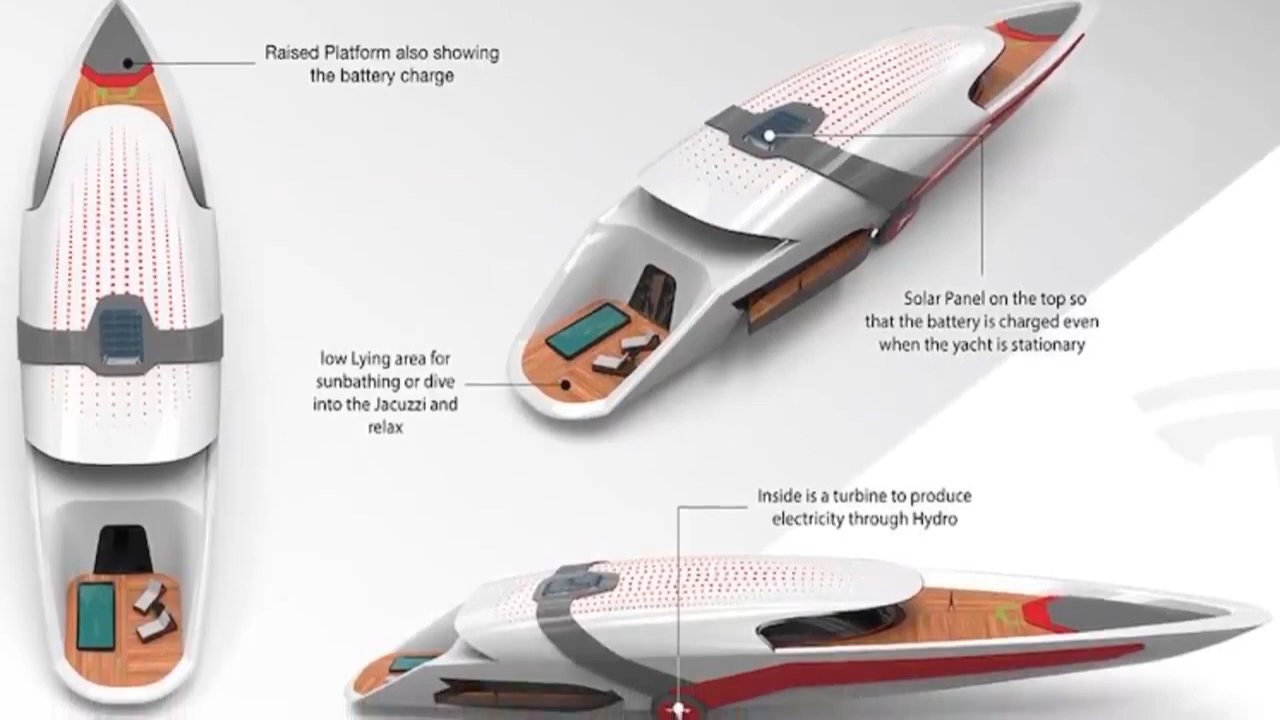 Raised Platform also showing
the battery charge
Solar Panel on the top so
that the battery is charged even
when the yacht is stationary
low Lying area for
sunbathing or dive
into the Jacuzzi and
relax
Inside is a turbine to produce
electricity through Hydro